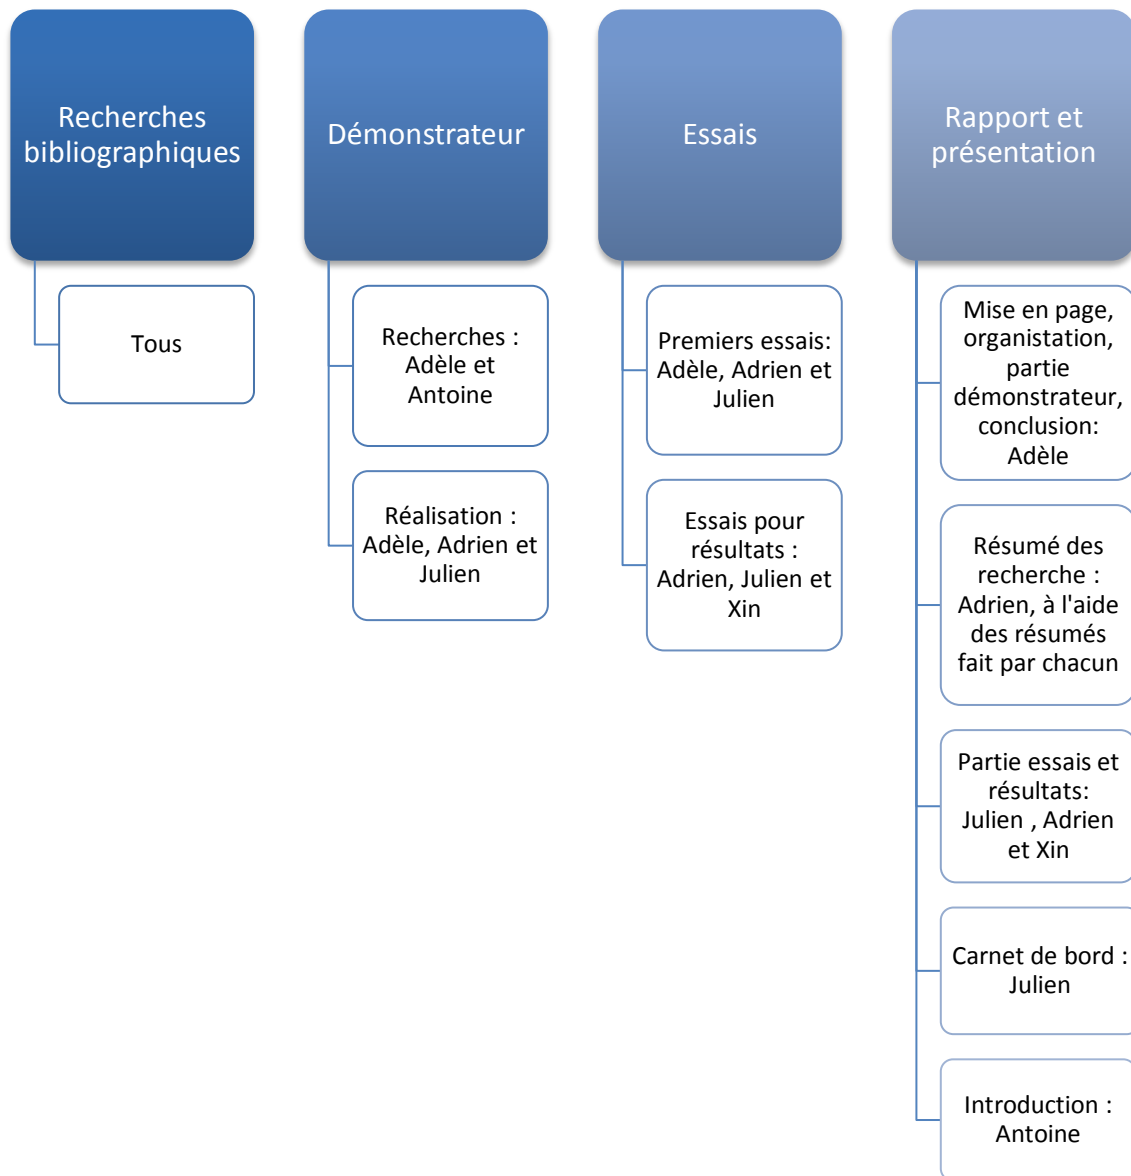 Recherches
bibliographiques
Tous
Démonstrateur
Recherches :
Adèle et
Antoine
Réalisation :
Adèle, Adrien et
Julien
Essais
Premiers essais:
Adèle, Adrien et
Julien
Essais pour
résultats :
Adrien, Julien et
Xin
Rapport et
présentation
Mise en page,
organistation,
partie
démonstrateur,
conclusion:
Adèle
Résumé des
recherche :
Adrien, à l'aide
des résumés
fait par chacun
Partie essais et
résultats:
Julien , Adrien
et Xin
Carnet de bord :
Julien
Introduction :
Antoine